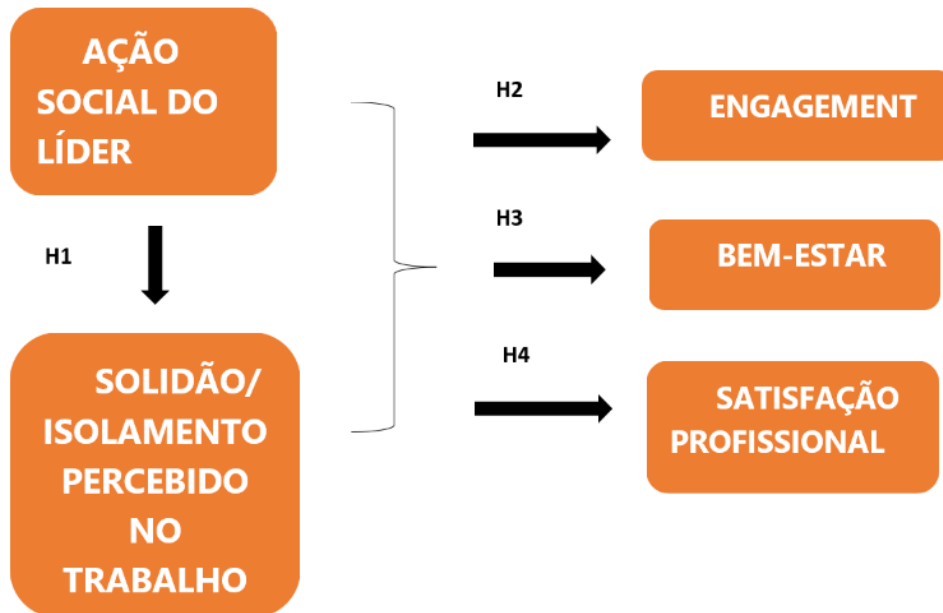 AÇÃO
SOCIAL DO
LÍDER
H1
SOLIDÃO/
ISOLAMENTO
PERCEBIDO
NO
TRABALHO
H2
ENGAGEMENT
H3
BEM-ESTAR
H4
SATISFAÇÃO
PROFISSIONAL